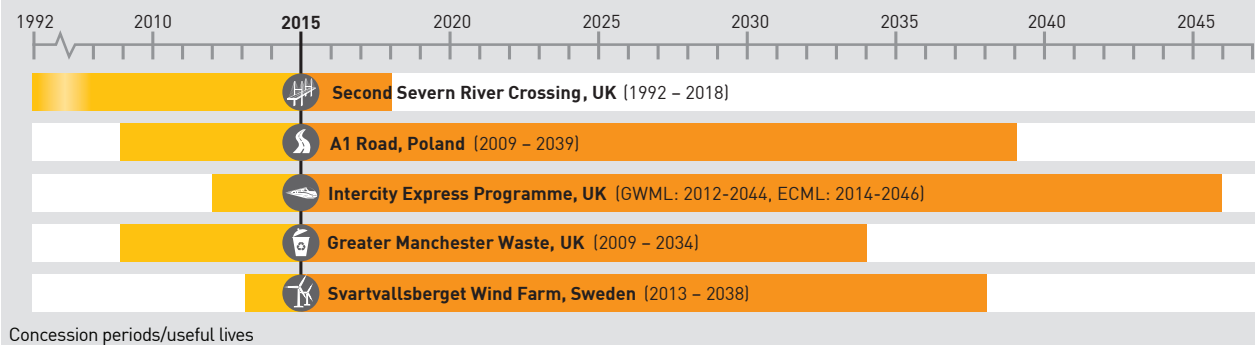 1992 2010 2015 2020 2025 2030 2035 2040 2045
Second Severn River Crossing, UK (1992 – 2018)
A1 Road, Poland (2009 – 2039)
Intercity Express Programme, UK (GWML: 2012-2044, ECML: 2014-2046)
Greater Manchester Waste, UK (2009 – 2034)
Svartvallsberget Wind Farm, Sweden (2013 – 2038)
Concession periods/useful lives